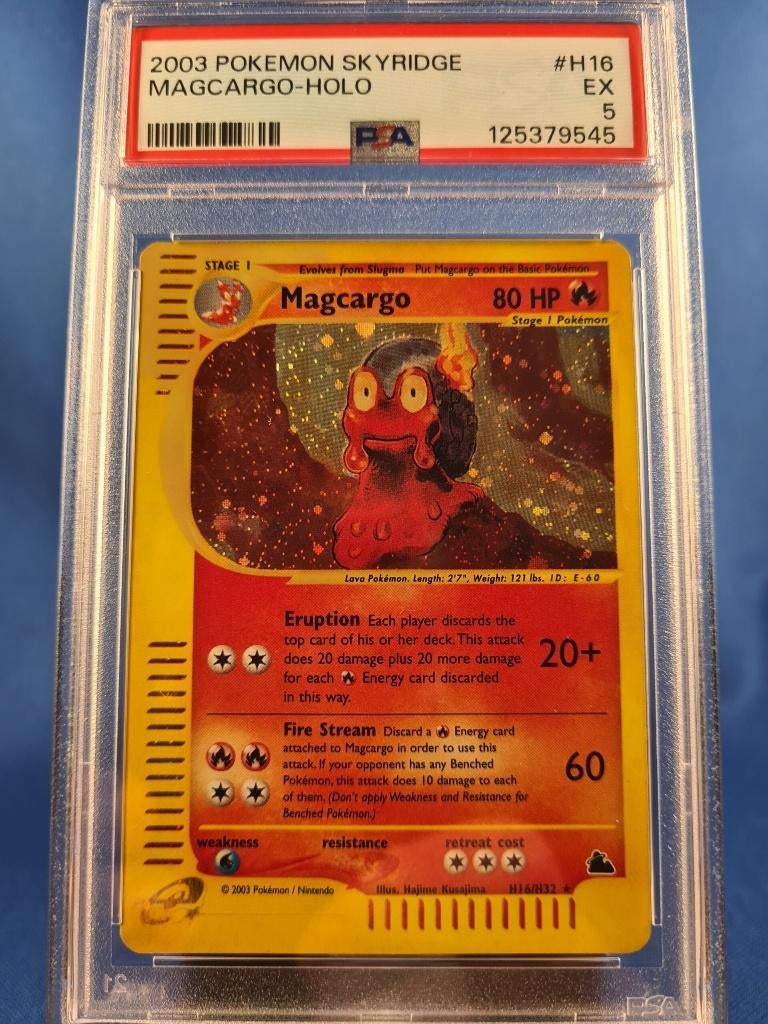 2003 POKEMON SKYRIDGE #H16
MAGCARGO-HOLO EX
5
PSA 125379545
STAGE 1 Evolves from Slugma Put Magcargo on the Basic Pokémon
Magcargo 80 HP
Stage 1 Pokémon
Lava Pokémon. Length: 2'7", Weight: 121 lbs. ID: E-60
Eruption Each player discards the
top card of his or her deck. This attack
does 20 damage plus 20 more damage
for each Energy card discarded
in this way.
20+
Fire Stream Discard a Energy card
attached to Magcargo in order to use this
attack. If your opponent has any Benched
Pokémon, this attack does 10 damage to each
of them. (Don't apply Weakness and Resistance for
Benched Pokémon.)
60
weakness resistance retreat cost
© 2003 Pokémon / Nintendo Illus. Hajime Kusajima H16/H32 ★
PSA